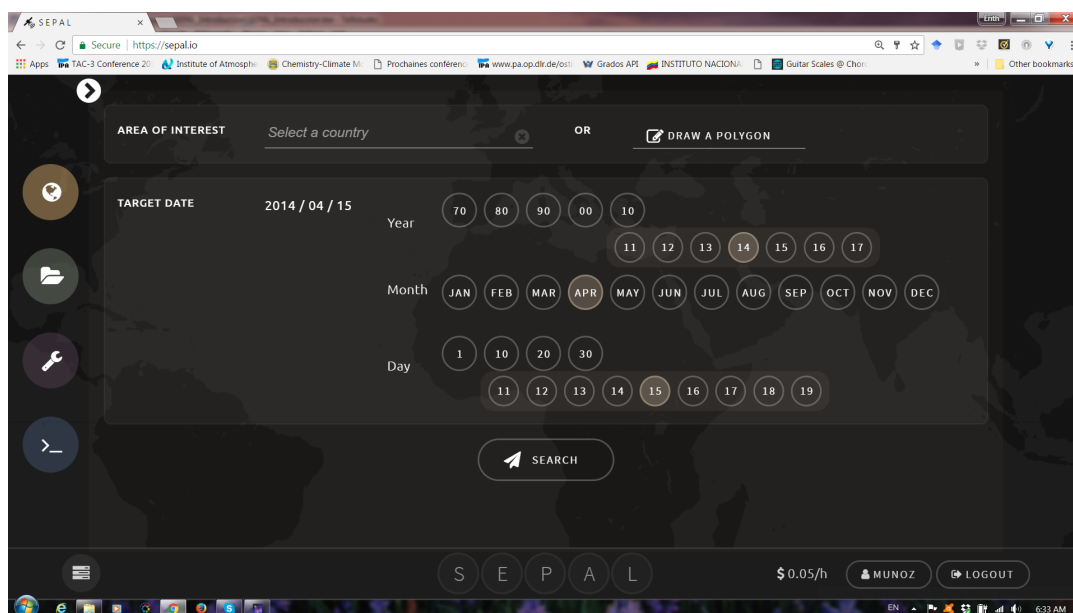 SEPAL
Enth
Secure | https://sepal.io
Apps TAC-3 Conference 20 Institute of Atmosphe Chemistry-Climate Mo Prochaines conférenc www.pa.op.dlr.de/ost Grados API INSTITUTO NACIONA Guitar Scales @ Chor » Other bookmarks
AREA OF INTEREST Select a country OR DRAW A POLYGON
TARGET DATE 2014 / 04 / 15
Year 70 80 90 00 10
11 12 13 14 15 16 17
Month JAN FEB MAR APR MAY JUN JUL AUG SEP OCT NOV DEC
Day 1 10 20 30
11 12 13 14 15 16 17 18 19
SEARCH
S E P A L $ 0.05/h MUNOZ LOGOUT
EN 6:33 AM